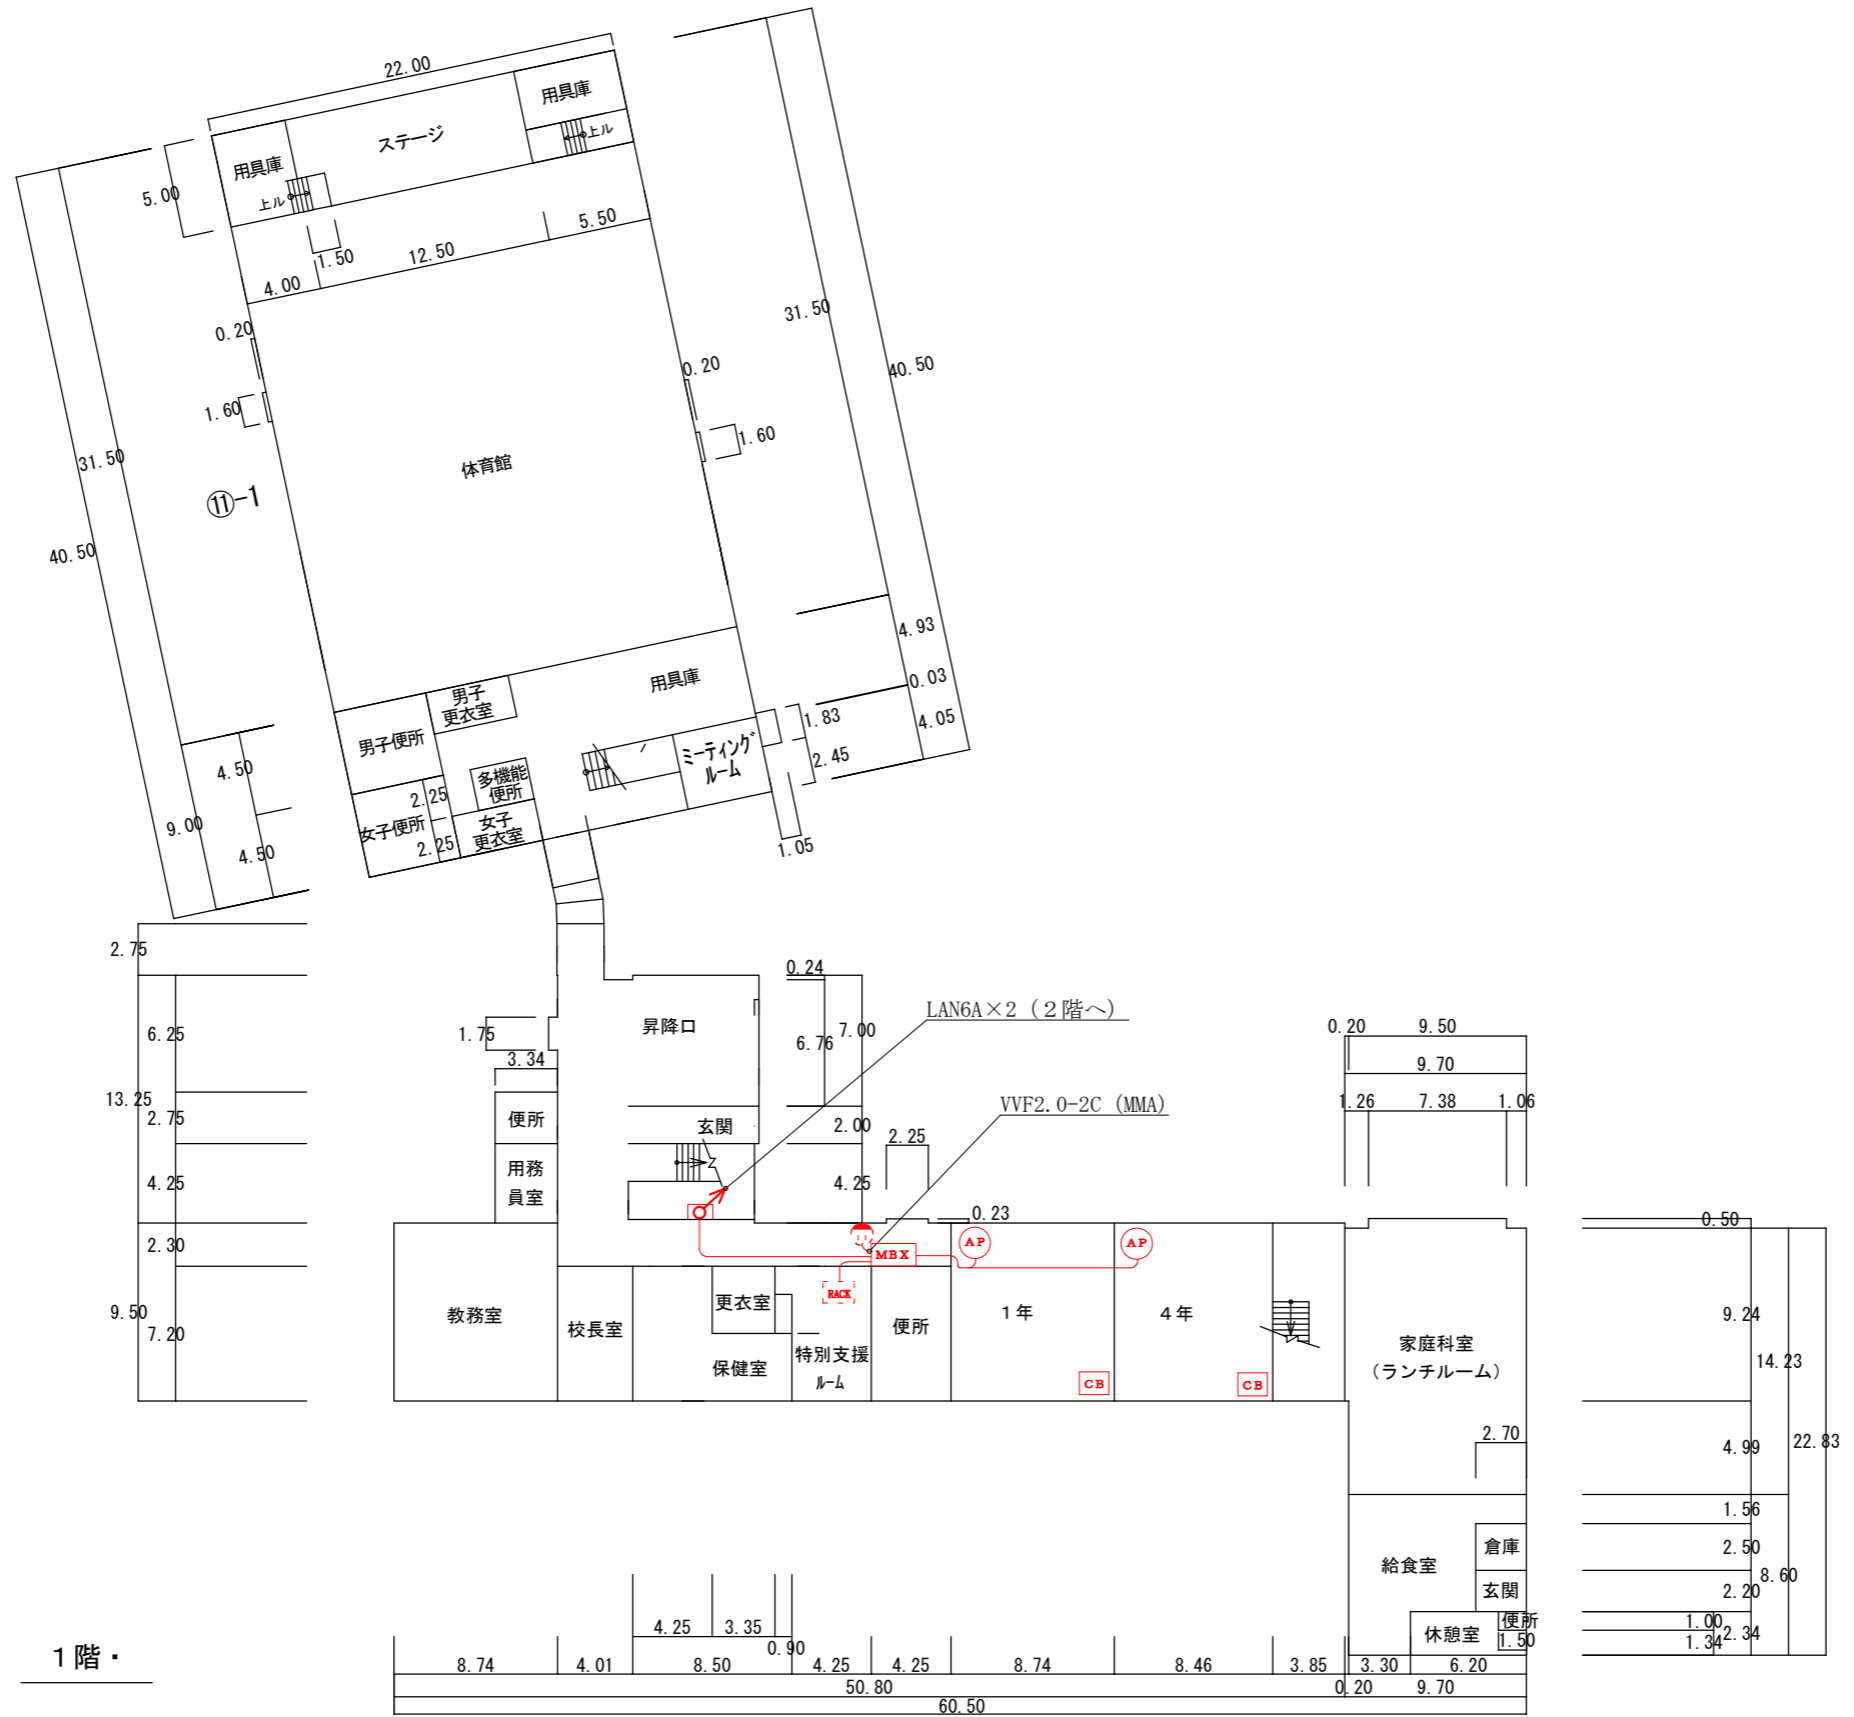 22.00
用具庫
上ル
ステージ
用具庫
上ル
5.00
5.50
12.50
1.50
4.00
0.20
1.60
31.50
40.50
0.20
1.60
体育館
31.50
⑪-1
40.50
4.93
0.03
4.05
1.83
2.45
用具庫
男子
更衣室
男子便所
ミーティング
ルーム
多機能
便所
2.25
女子便所
女子
更衣室
2.25
4.50
9.00
4.50
1.05
2.75
0.24
昇降口
LAN6A×2（２階へ）
6.25
1.75
3.34
6.76
7.00
0.20
9.50
9.70
13.25
2.75
便所
玄関
2.00
VVF2.0-2C（MMA）
2.25
1.26
7.38
1.06
4.25
用務
員室
4.25
0.23
0.50
2.30
MBX
AP
AP
RACK
9.50
7.20
教務室
校長室
更衣室
保健室
特別支援
ルーム
便所
１年
４年
CB
CB
家庭科室
（ランチルーム）
9.24
14.23
2.70
4.99
22.83
1.56
給食室
倉庫
2.50
8.60
玄関
2.20
便所
1.00
休憩室
1.50
1.34
2.34
4.25
3.35
0.90
１階・
8.74
4.01
8.50
4.25
4.25
8.74
8.46
3.85
3.30
6.20
50.80
0.20
9.70
60.50